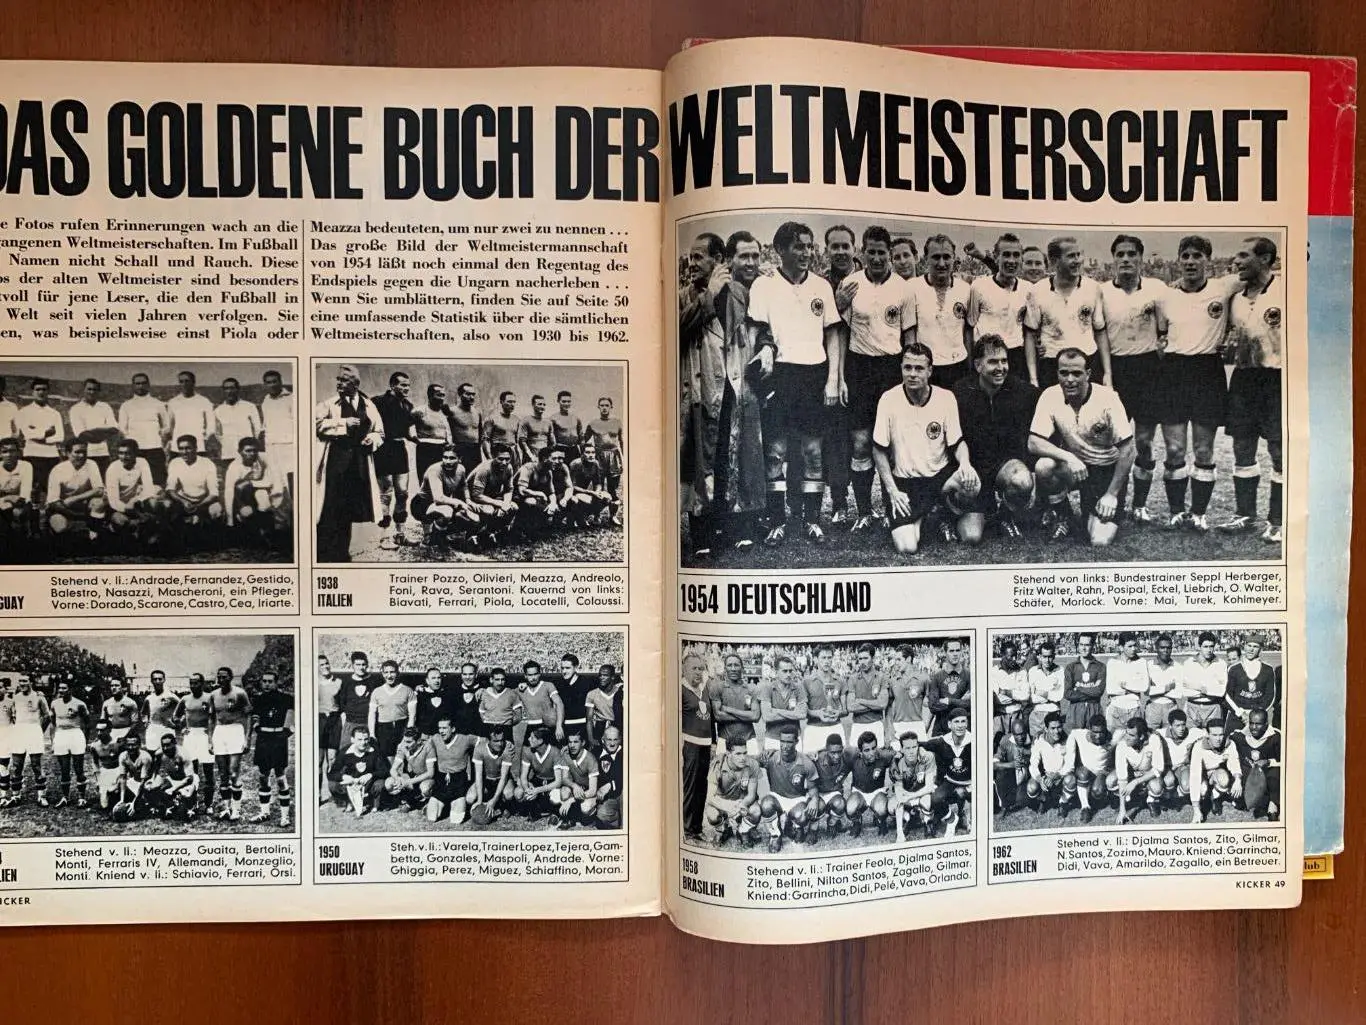 DAS GOLDENE BUCH DER WELTMEISTERSCHAFT
Fotos rufen Erinnerungen wach an die
gangenen Weltmeisterschaften. Im Fußball
Namen nicht Schall und Rauch. Diese
os der alten Weltmeister sind besonders
tvoll für jene Leser, die den Fußball in
Welt seit vielen Jahren verfolgen. Sie
en, was beispielsweise einst Piola oder
Meazza bedeuteten, um nur zwei zu nennen ...
Das große Bild der Weltmeistermannschaft
von 1954 läßt noch einmal den Regentag des
Endspiels gegen die Ungarn nacherleben ...
Wenn Sie umblättern, finden Sie auf Seite 50
eine umfassende Statistik über die sämtlichen
Weltmeisterschaften, also von 1930 bis 1962.
GUAY
Stehend v. li.: Andrade, Fernandez, Gestido,
Balestro, Nasazzi, Mascheroni, ein Pfleger.
Vorne: Dorado, Scarone, Castro, Cea, Iriarte.
1938
ITALIEN
Trainer Pozzo, Olivieri, Meazza, Andreolo,
Foni, Rava, Serantoni. Kauernd von links:
Biavati, Ferrari, Piola, Locatelli, Colaussi.
LIEN
Stehend v. li.: Meazza, Guaita, Bertolini,
Monti, Ferraris IV, Allemandi, Monzeglio,
Monti. Kniend v. li.: Schiavio, Ferrari, Orsi.
1950
URUGUAY
Steh. v. li.: Varela, Trainer Lopez, Tejera, Gam-
betta, Gonzales, Maspoli, Andrade. Vorne:
Ghiggia, Perez, Miguez, Schiaffino, Moran.
ICKER
1954 DEUTSCHLAND
Stehend von links: Bundestrainer Seppl Herberger,
Fritz Walter, Rahn, Posipal, Eckel, Liebrich, O. Walter,
Schäfer, Morlock. Vorne: Mai, Turek, Kohlmeyer.
1958
BRASILIEN
Stehend v. li.: Trainer Feola, Djalma Santos,
Zito, Bellini, Nilton Santos, Zagallo, Gilmar.
Kniend: Garrincha, Didi, Pelé, Vava, Orlando.
1962
BRASILIEN
Stehend v. li.: Djalma Santos, Zito, Gilmar,
N. Santos, Zozimo, Mauro. Kniend: Garrincha,
Didi, Vava, Amarildo, Zagallo, ein Betreuer.
KICKER 49
lub